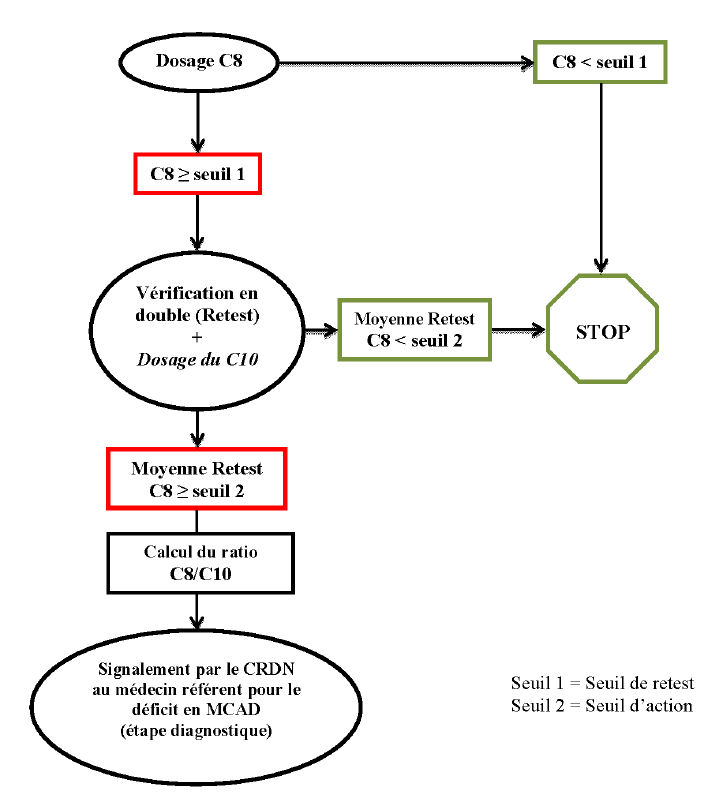 Dosage C8
C8 < seuil 1
C8 ≥ seuil 1
Vérification en
double (Retest)
+
Dosage du C10
Moyenne Retest
C8 < seuil 2
STOP
Moyenne Retest
C8 ≥ seuil 2
Calcul du ratio
C8/C10
Signalement par le CRDN
au médecin référent pour le
déficit en MCAD
(étape diagnostique)
Seuil 1 = Seuil de retest
Seuil 2 = Seuil d'action